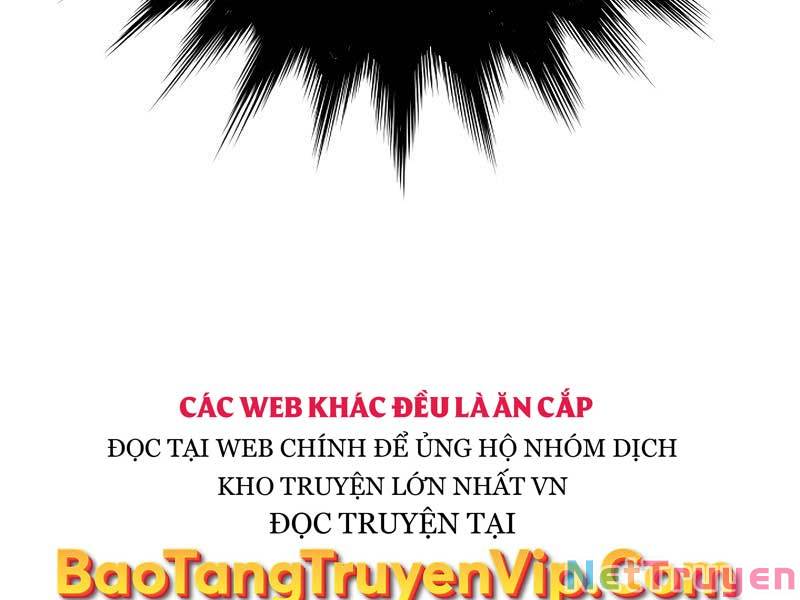 CÁC WEB KHÁC ĐỀU LÀ ĂN CẮP
ĐỌC TẠI WEB CHÍNH ĐỂ ỦNG HỘ NHÓM DỊCH
KHO TRUYỆN LỚN NHẤT VN
ĐỌC TRUYỆN TẠI
BaoTangTruyenVip.Com
NetTruyen